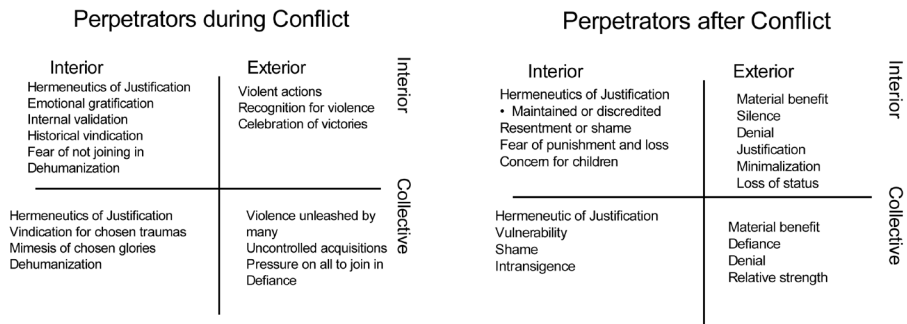 Perpetrators during Conflict
Interior
Hermeneutics of Justification
Emotional gratification
Internal validation
Historical vindication
Fear of not joining in
Dehumanization
Exterior
Violent actions
Recognition for violence
Celebration of victories
Interior
Hermeneutics of Justification
Vindication for chosen traumas
Mimesis of chosen glories
Dehumanization
Violence unleashed by
many
Uncontrolled acquisitions
Pressure on all to join in
Defiance
Collective
Perpetrators after Conflict
Interior
Hermeneutics of Justification
• Maintained or discredited
Resentment or shame
Fear of punishment and loss
Concern for children
Exterior
Material benefit
Silence
Denial
Justification
Minimalization
Loss of status
Interior
Hermeneutic of Justification
Vulnerability
Shame
Intransigence
Material benefit
Defiance
Denial
Relative strength
Collective